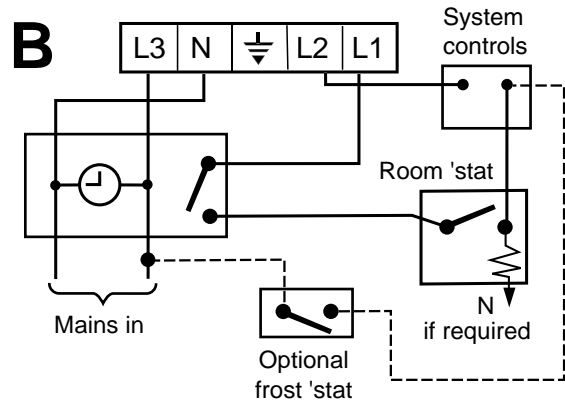 B
L3 N L2 L1
System
controls
Room 'stat
Mains in
N
if required
Optional
frost 'stat